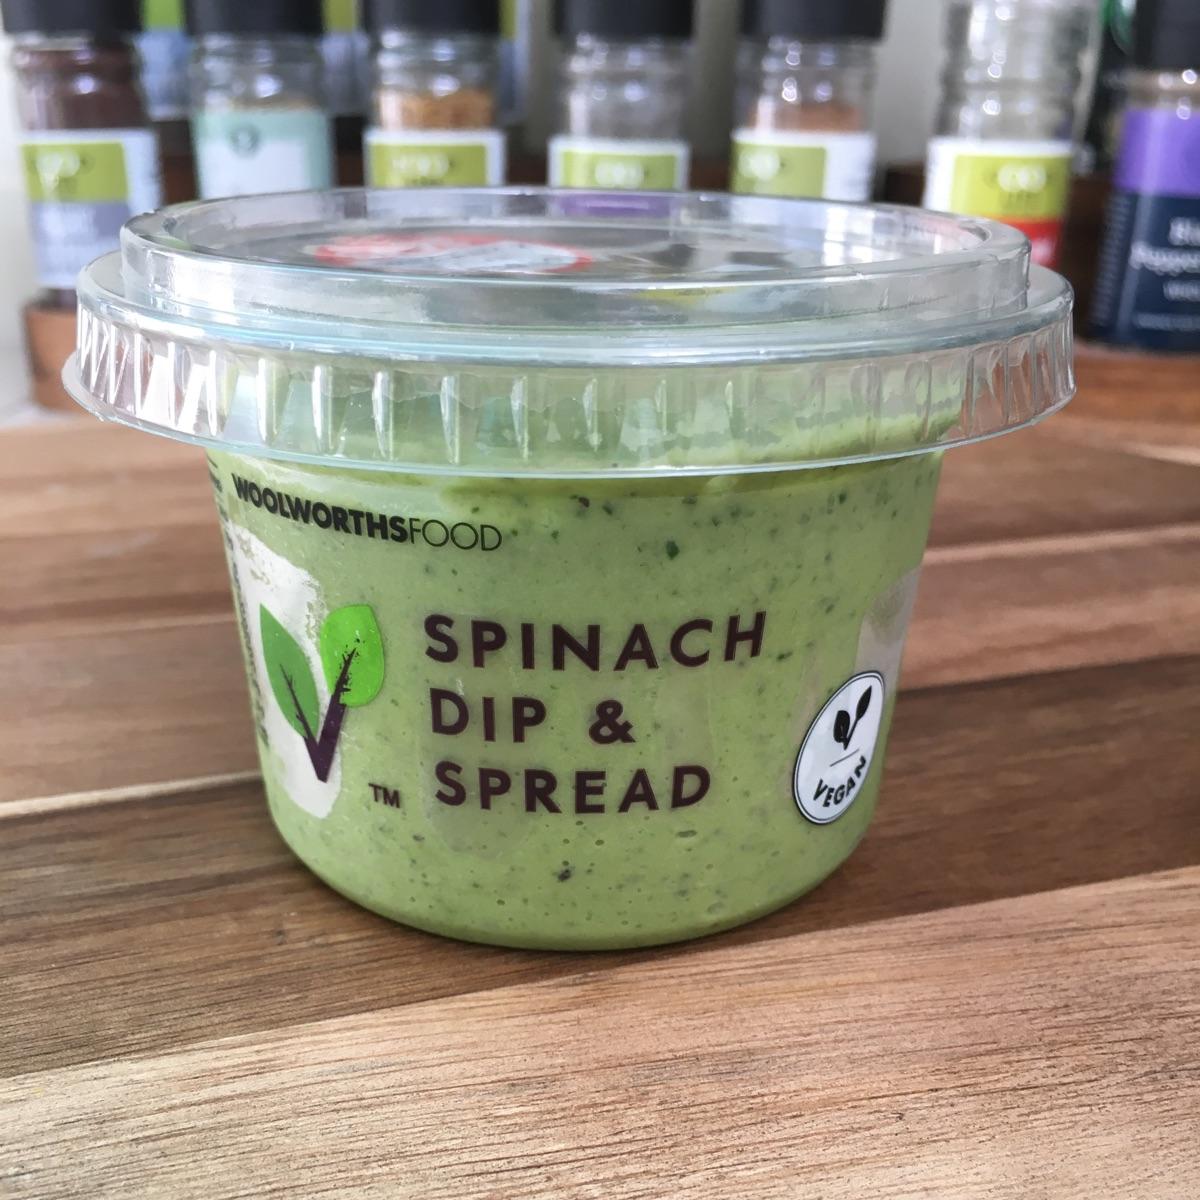 WOOLWORTHSFOOD
SPINACH
DIP &
SPREAD
TM
VEGAN